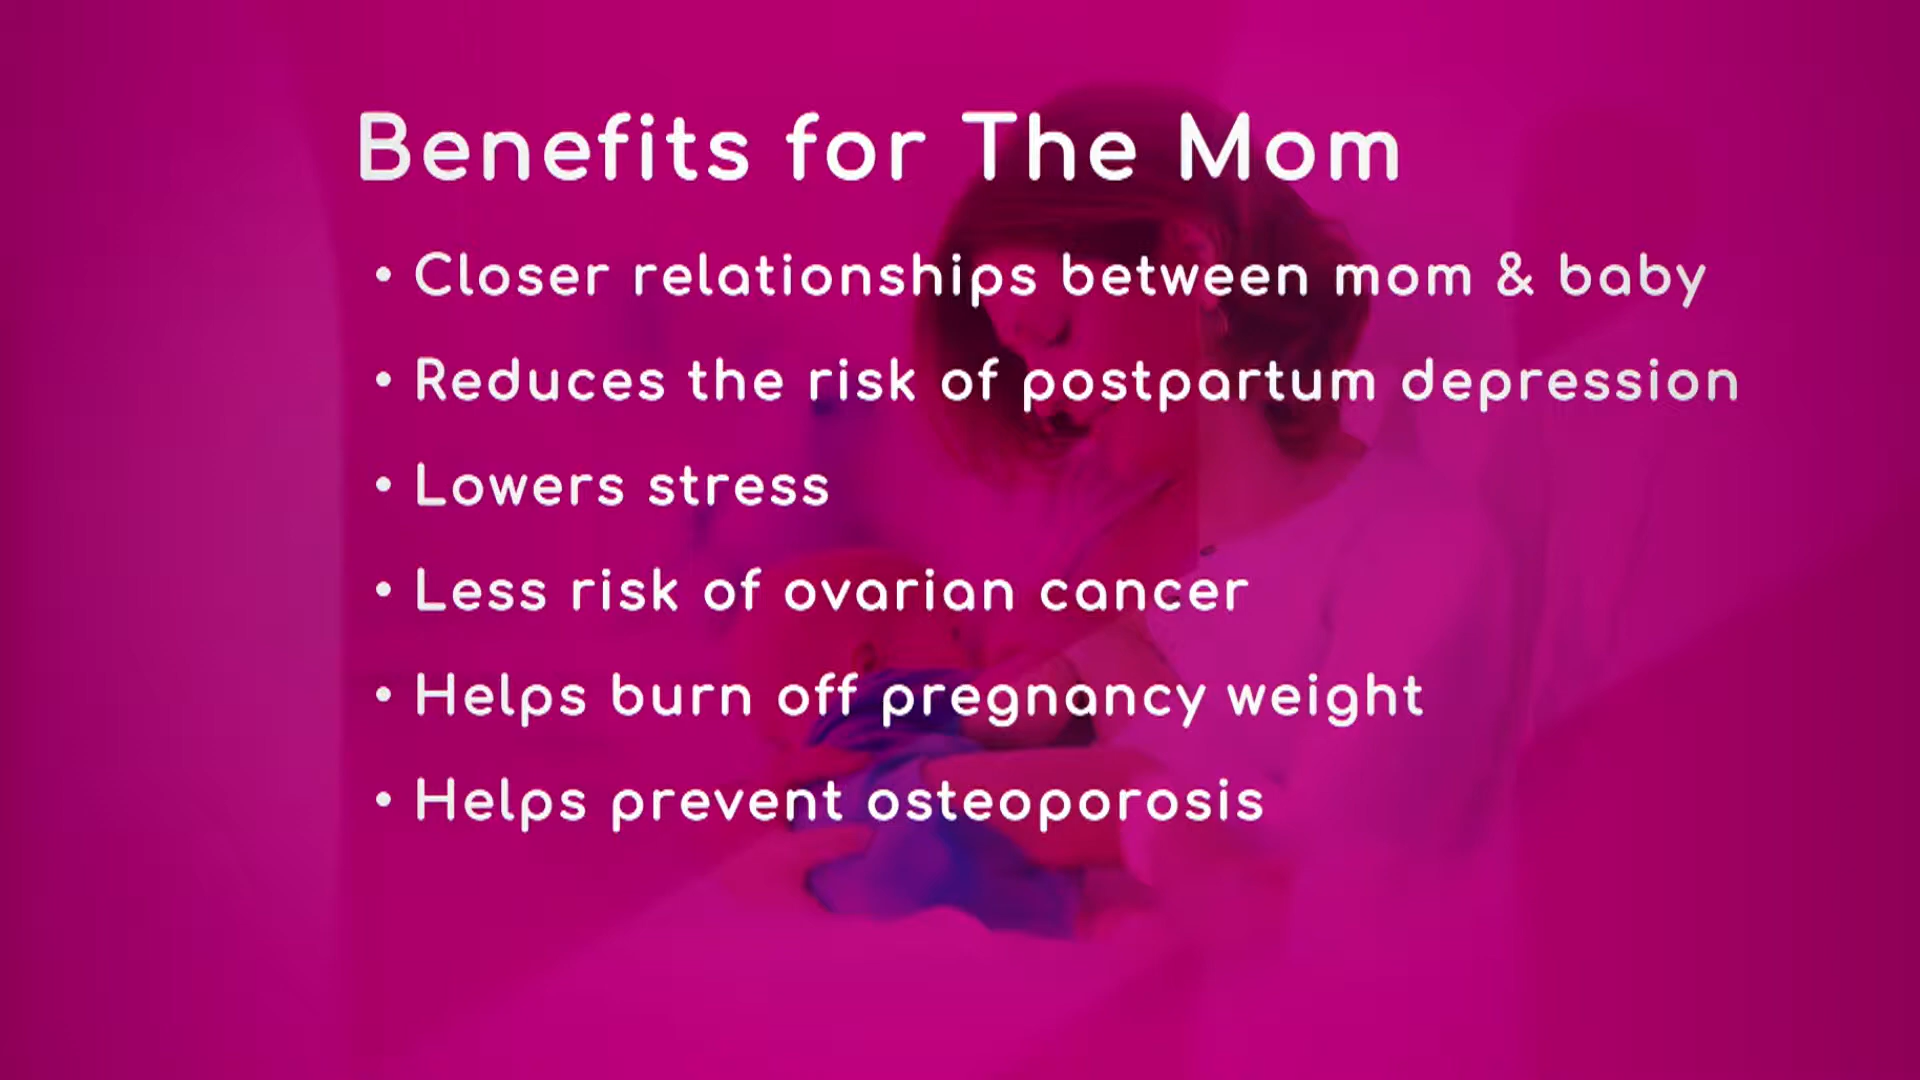 Benefits for The Mom
• Closer relationships between mom & baby
• Reduces the risk of postpartum depression
• Lowers stress
• Less risk of ovarian cancer
• Helps burn off pregnancy weight
• Helps prevent osteoporosis